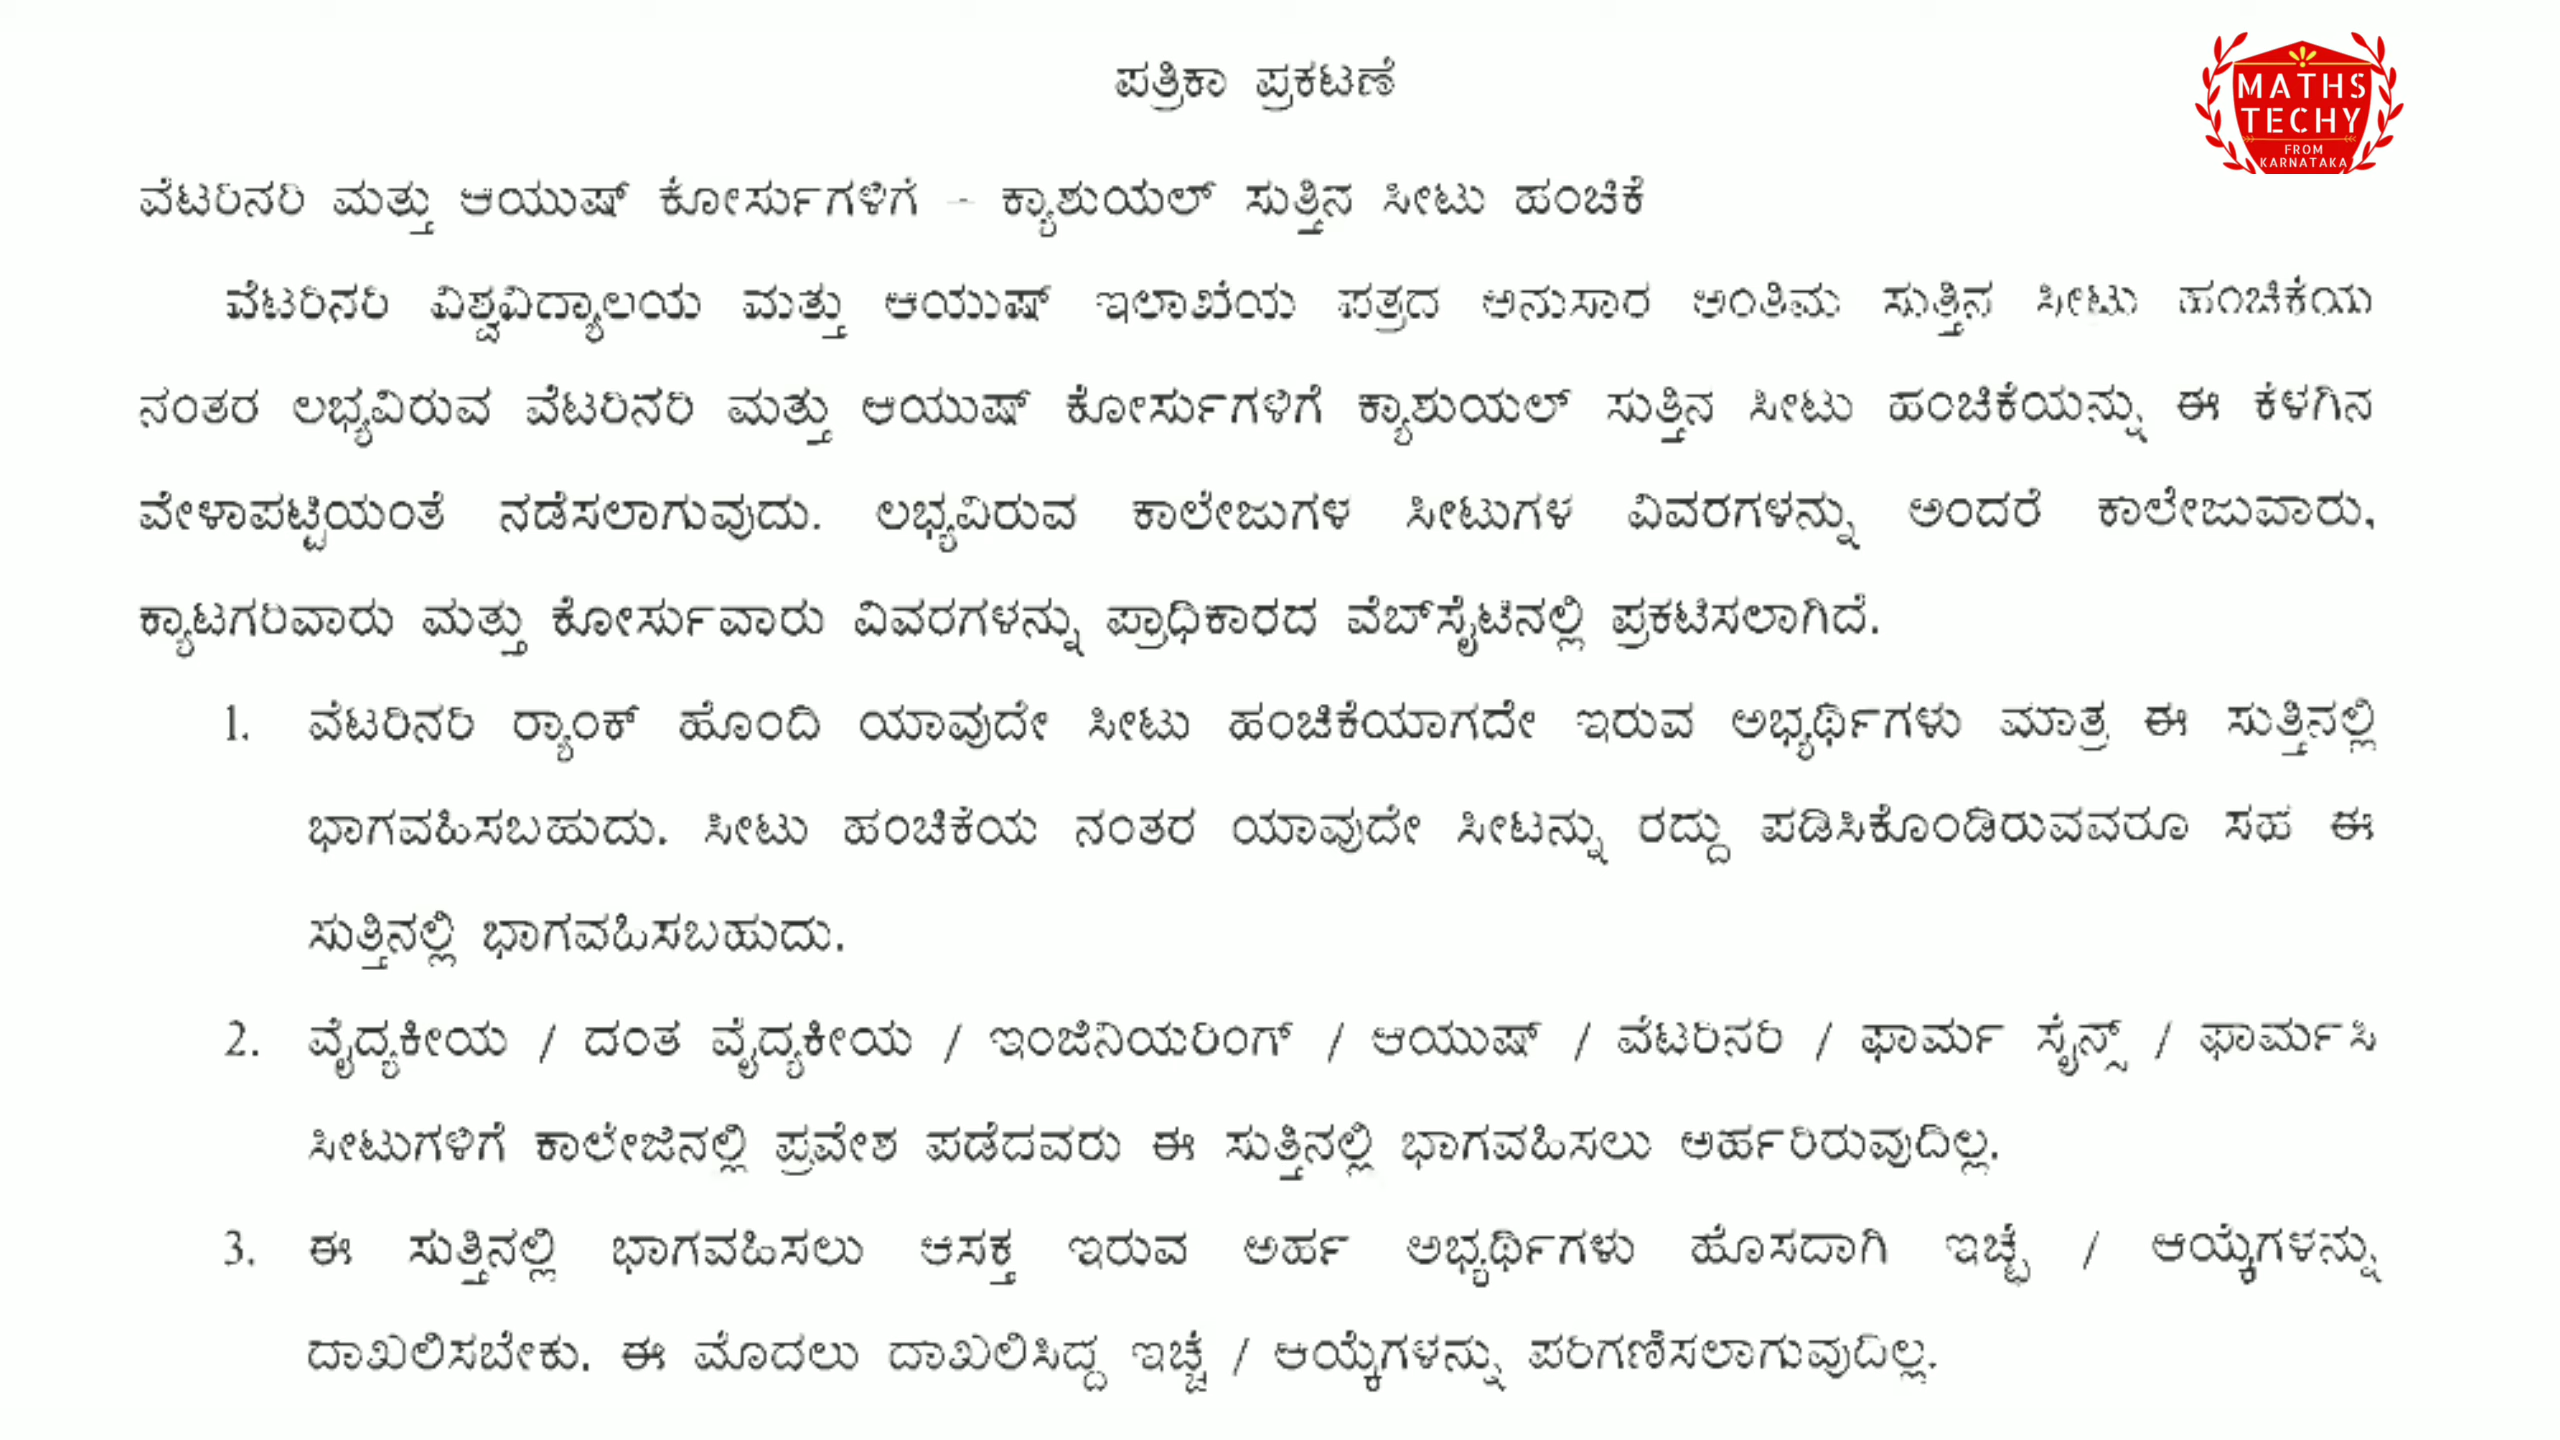 ಪತ್ರಿಕಾ ಪ್ರಕಟಣೆ
MATHS
TECHY
FROM
KARNATAKA
ವೆಟರಿನರಿ ಮತ್ತು ಆಯುಷ್ ಕೋರ್ಸುಗಳಿಗೆ – ಕ್ಯಾಶುಯಲ್ ಸುತ್ತಿನ ಸೀಟು ಹಂಚಿಕೆ
ವೆಟರಿನರಿ ವಿಶ್ವವಿದ್ಯಾಲಯ ಮತ್ತು ಆಯುಷ್ ಇಲಾಖೆಯ ಪತ್ರದ ಅನುಸಾರ ಅಂತಿಮ ಸುತ್ತಿನ ಸೀಟು ಹಂಚಿಕೆಯ
ನಂತರ ಲಭ್ಯವಿರುವ ವೆಟರಿನರಿ ಮತ್ತು ಆಯುಷ್ ಕೋರ್ಸುಗಳಿಗೆ ಕ್ಯಾಶುಯಲ್ ಸುತ್ತಿನ ಸೀಟು ಹಂಚಿಕೆಯನ್ನು ಈ ಕೆಳಗಿನ
ವೇಳಾಪಟ್ಟಿಯಂತೆ ನಡೆಸಲಾಗುವುದು. ಲಭ್ಯವಿರುವ ಕಾಲೇಜುಗಳ ಸೀಟುಗಳ ವಿವರಗಳನ್ನು ಅಂದರೆ ಕಾಲೇಜುವಾರು,
ಕ್ಯಾಟಗರಿವಾರು ಮತ್ತು ಕೋರ್ಸುವಾರು ವಿವರಗಳನ್ನು ಪ್ರಾಧಿಕಾರದ ವೆಬ್‌ಸೈಟಿನಲ್ಲಿ ಪ್ರಕಟಿಸಲಾಗಿದೆ.
1. ವೆಟರಿನರಿ ರ‍್ಯಾಂಕ್ ಹೊಂದಿ ಯಾವುದೇ ಸೀಟು ಹಂಚಿಕೆಯಾಗದೇ ಇರುವ ಅಭ್ಯರ್ಥಿಗಳು ಮಾತ್ರ ಈ ಸುತ್ತಿನಲ್ಲಿ
ಭಾಗವಹಿಸಬಹುದು. ಸೀಟು ಹಂಚಿಕೆಯ ನಂತರ ಯಾವುದೇ ಸೀಟನ್ನು ರದ್ದು ಪಡಿಸಿಕೊಂಡಿರುವವರೂ ಸಹ ಈ
ಸುತ್ತಿನಲ್ಲಿ ಭಾಗವಹಿಸಬಹುದು.
2. ವೈದ್ಯಕೀಯ / ದಂತ ವೈದ್ಯಕೀಯ / ಇಂಜಿನಿಯರಿಂಗ್ / ಆಯುಷ್ / ವೆಟರಿನರಿ / ಫಾರ್ಮ ಸೈನ್ಸ್ / ಫಾರ್ಮಸಿ
ಸೀಟುಗಳಿಗೆ ಕಾಲೇಜಿನಲ್ಲಿ ಪ್ರವೇಶ ಪಡೆದವರು ಈ ಸುತ್ತಿನಲ್ಲಿ ಭಾಗವಹಿಸಲು ಅರ್ಹರಿರುವುದಿಲ್ಲ.
3. ಈ ಸುತ್ತಿನಲ್ಲಿ ಭಾಗವಹಿಸಲು ಆಸಕ್ತ ಇರುವ ಅರ್ಹ ಅಭ್ಯರ್ಥಿಗಳು ಹೊಸದಾಗಿ ಇಚ್ಛೆ / ಆಯ್ಕೆಗಳನ್ನು
ದಾಖಲಿಸಬೇಕು. ಈ ಮೊದಲು ದಾಖಲಿಸಿದ್ದ ಇಚ್ಚೆ / ಆಯ್ಕೆಗಳನ್ನು ಪರಿಗಣಿಸಲಾಗುವುದಿಲ್ಲ.